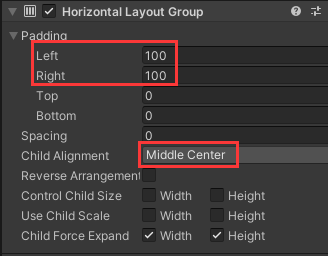 Horizontal Layout Group
Padding
Left 100
Right 100
Top 0
Bottom 0
Spacing 0
Child Alignment Middle Center
Reverse Arrangement
Control Child Size Width Height
Use Child Scale Width Height
Child Force Expand Width Height